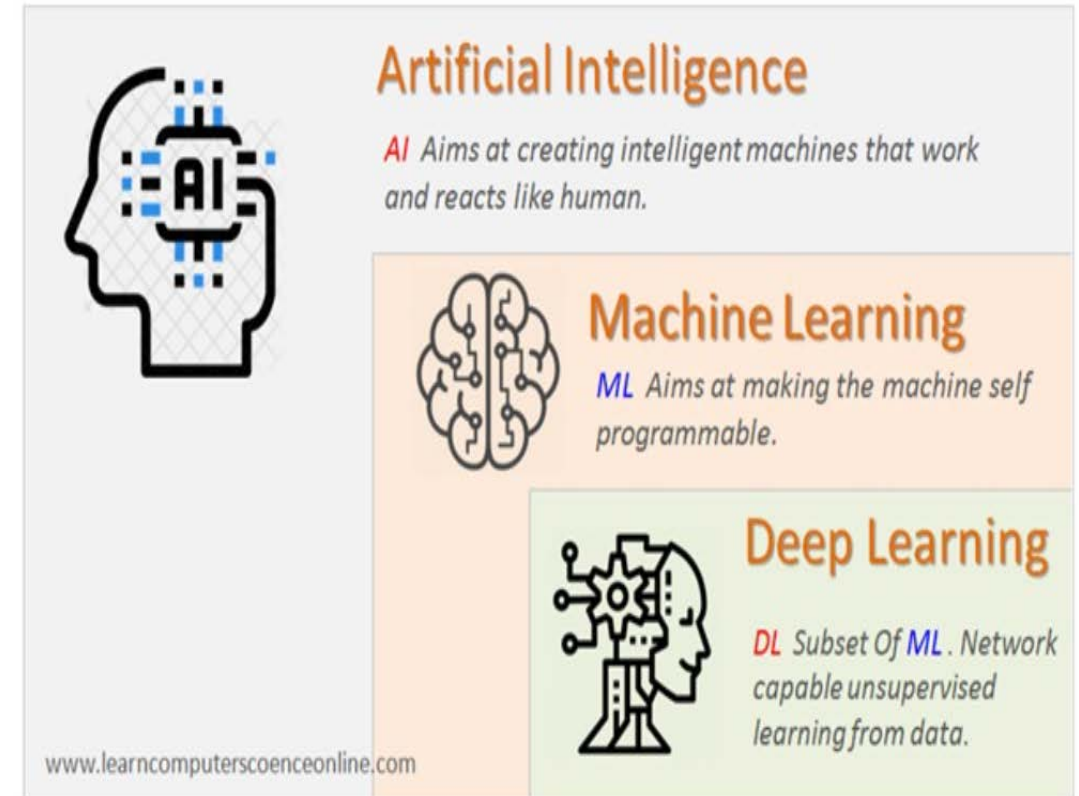 Artificial Intelligence
AI Aims at creating intelligent machines that work
and reacts like human.
AI
Machine Learning
ML Aims at making the machine self
programmable.
Deep Learning
DL Subset Of ML . Network
capable unsupervised
learning from data.
www.learncomputerscoenceonline.com